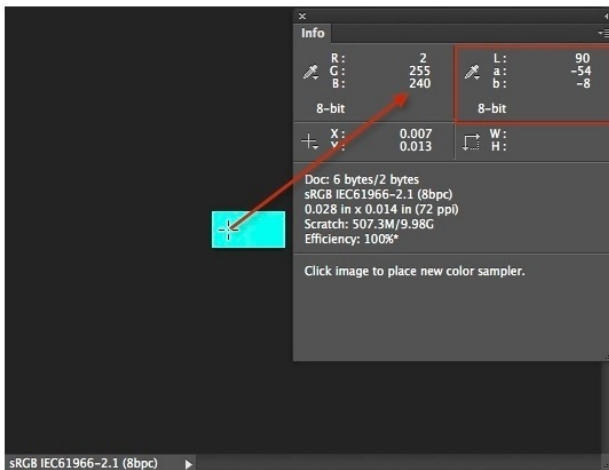 Info
R: 2 L: 90
G: 255 a: -54
B: 240 b: -8
8-bit 8-bit
X: 0.007 W:
Y: 0.013 H:
Doc: 6 bytes/2 bytes
sRGB IEC61966-2.1 (8bpc)
0.028 in x 0.014 in (72 ppi)
Scratch: 507.3M/9.98G
Efficiency: 100%*
Click image to place new color sampler.
sRGB IEC61966-2.1 (8bpc)